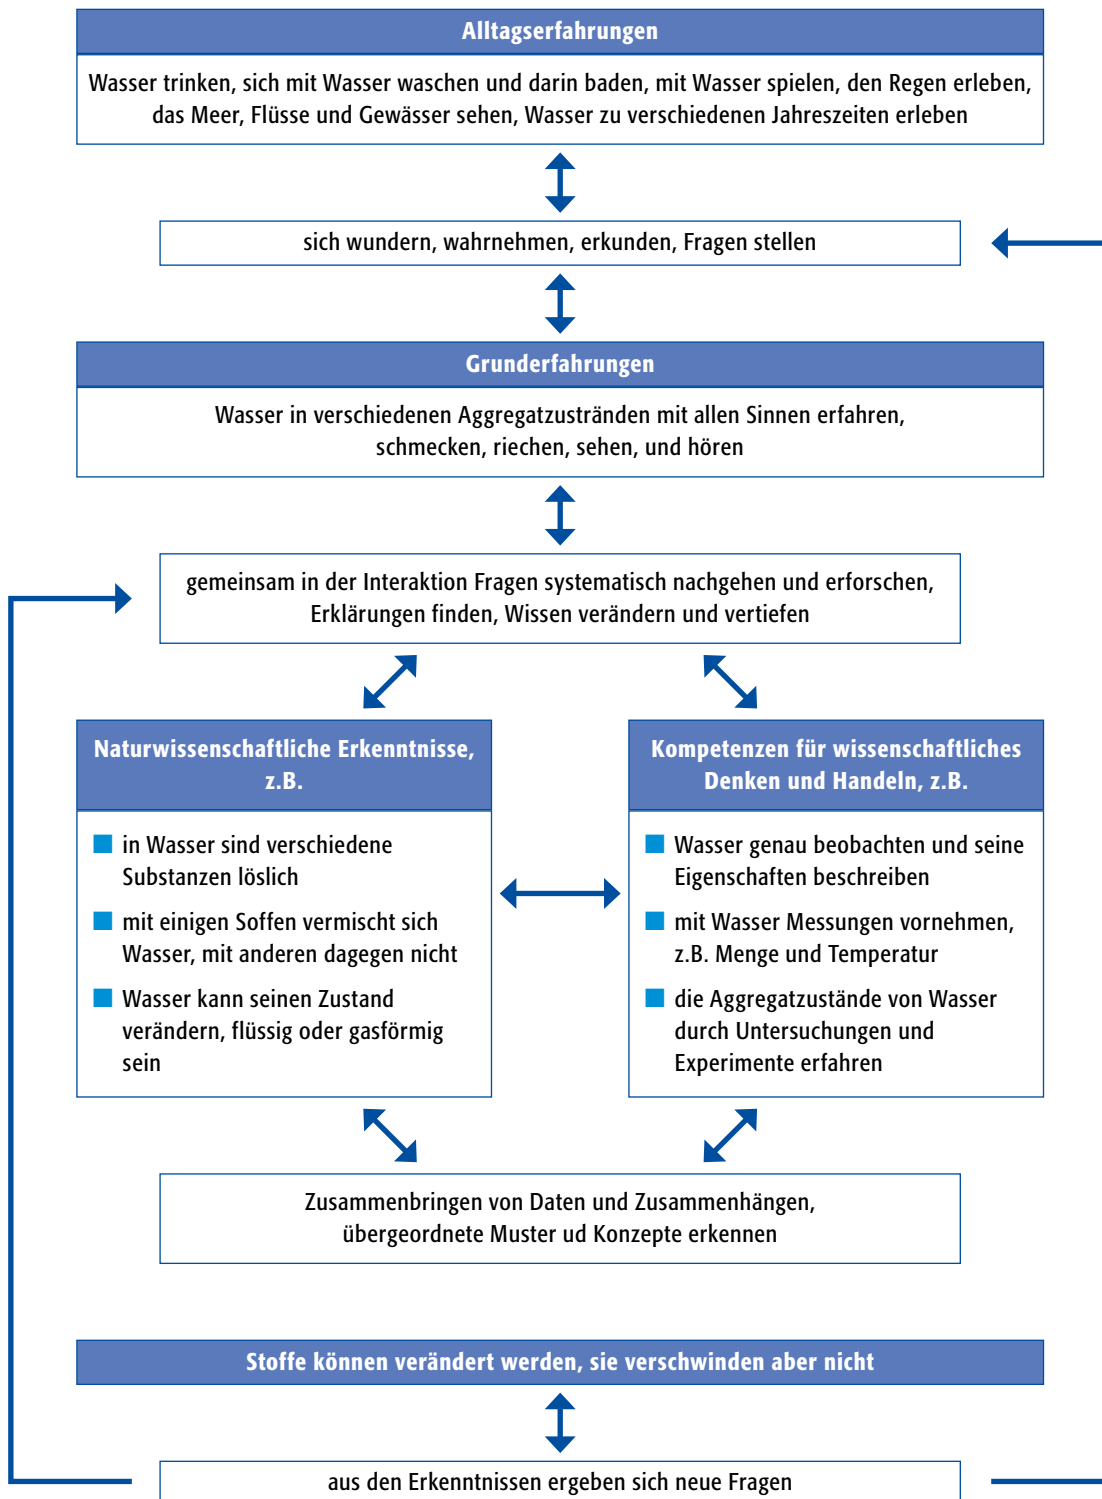 Alltagserfahrungen
Wasser trinken, sich mit Wasser waschen und darin baden, mit Wasser spielen, den Regen erleben,
das Meer, Flüsse und Gewässer sehen, Wasser zu verschiedenen Jahreszeiten erleben
sich wundern, wahrnehmen, erkunden, Fragen stellen
Grunderfahrungen
Wasser in verschiedenen Aggregatzustränden mit allen Sinnen erfahren,
schmecken, riechen, sehen, und hören
gemeinsam in der Interaktion Fragen systematisch nachgehen und erforschen,
Erklärungen finden, Wissen verändern und vertiefen
Naturwissenschaftliche Erkenntnisse,
z.B.
in Wasser sind verschiedene
Substanzen löslich
mit einigen Soffen vermischt sich
Wasser, mit anderen dagegen nicht
Wasser kann seinen Zustand
verändern, flüssig oder gasförmig
sein
Kompetenzen für wissenschaftliches
Denken und Handeln, z.B.
Wasser genau beobachten und seine
Eigenschaften beschreiben
mit Wasser Messungen vornehmen,
z.B. Menge und Temperatur
die Aggregatzustände von Wasser
durch Untersuchungen und
Experimente erfahren
Zusammenbringen von Daten und Zusammenhängen,
übergeordnete Muster ud Konzepte erkennen
Stoffe können verändert werden, sie verschwinden aber nicht
aus den Erkenntnissen ergeben sich neue Fragen